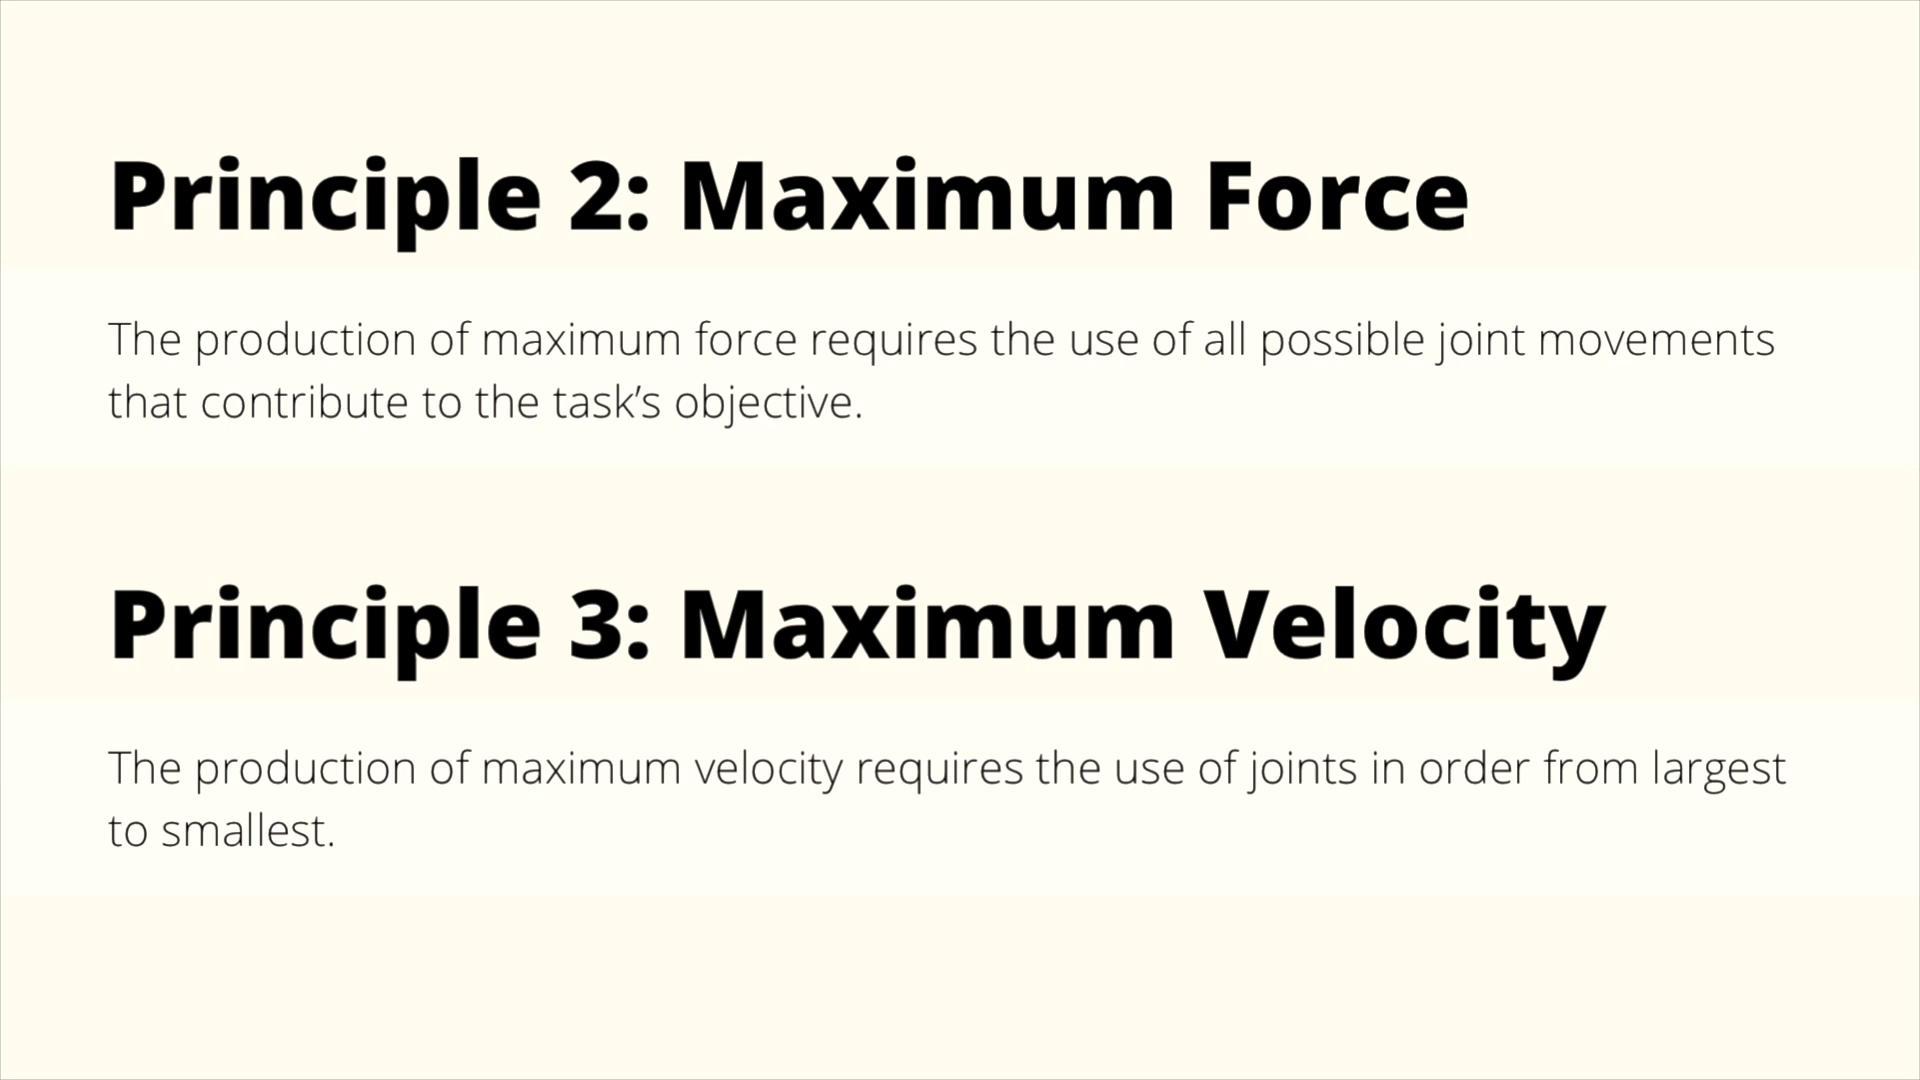 Principle 2: Maximum Force
The production of maximum force requires the use of all possible joint movements
that contribute to the task’s objective.
Principle 3: Maximum Velocity
The production of maximum velocity requires the use of joints in order from largest
to smallest.